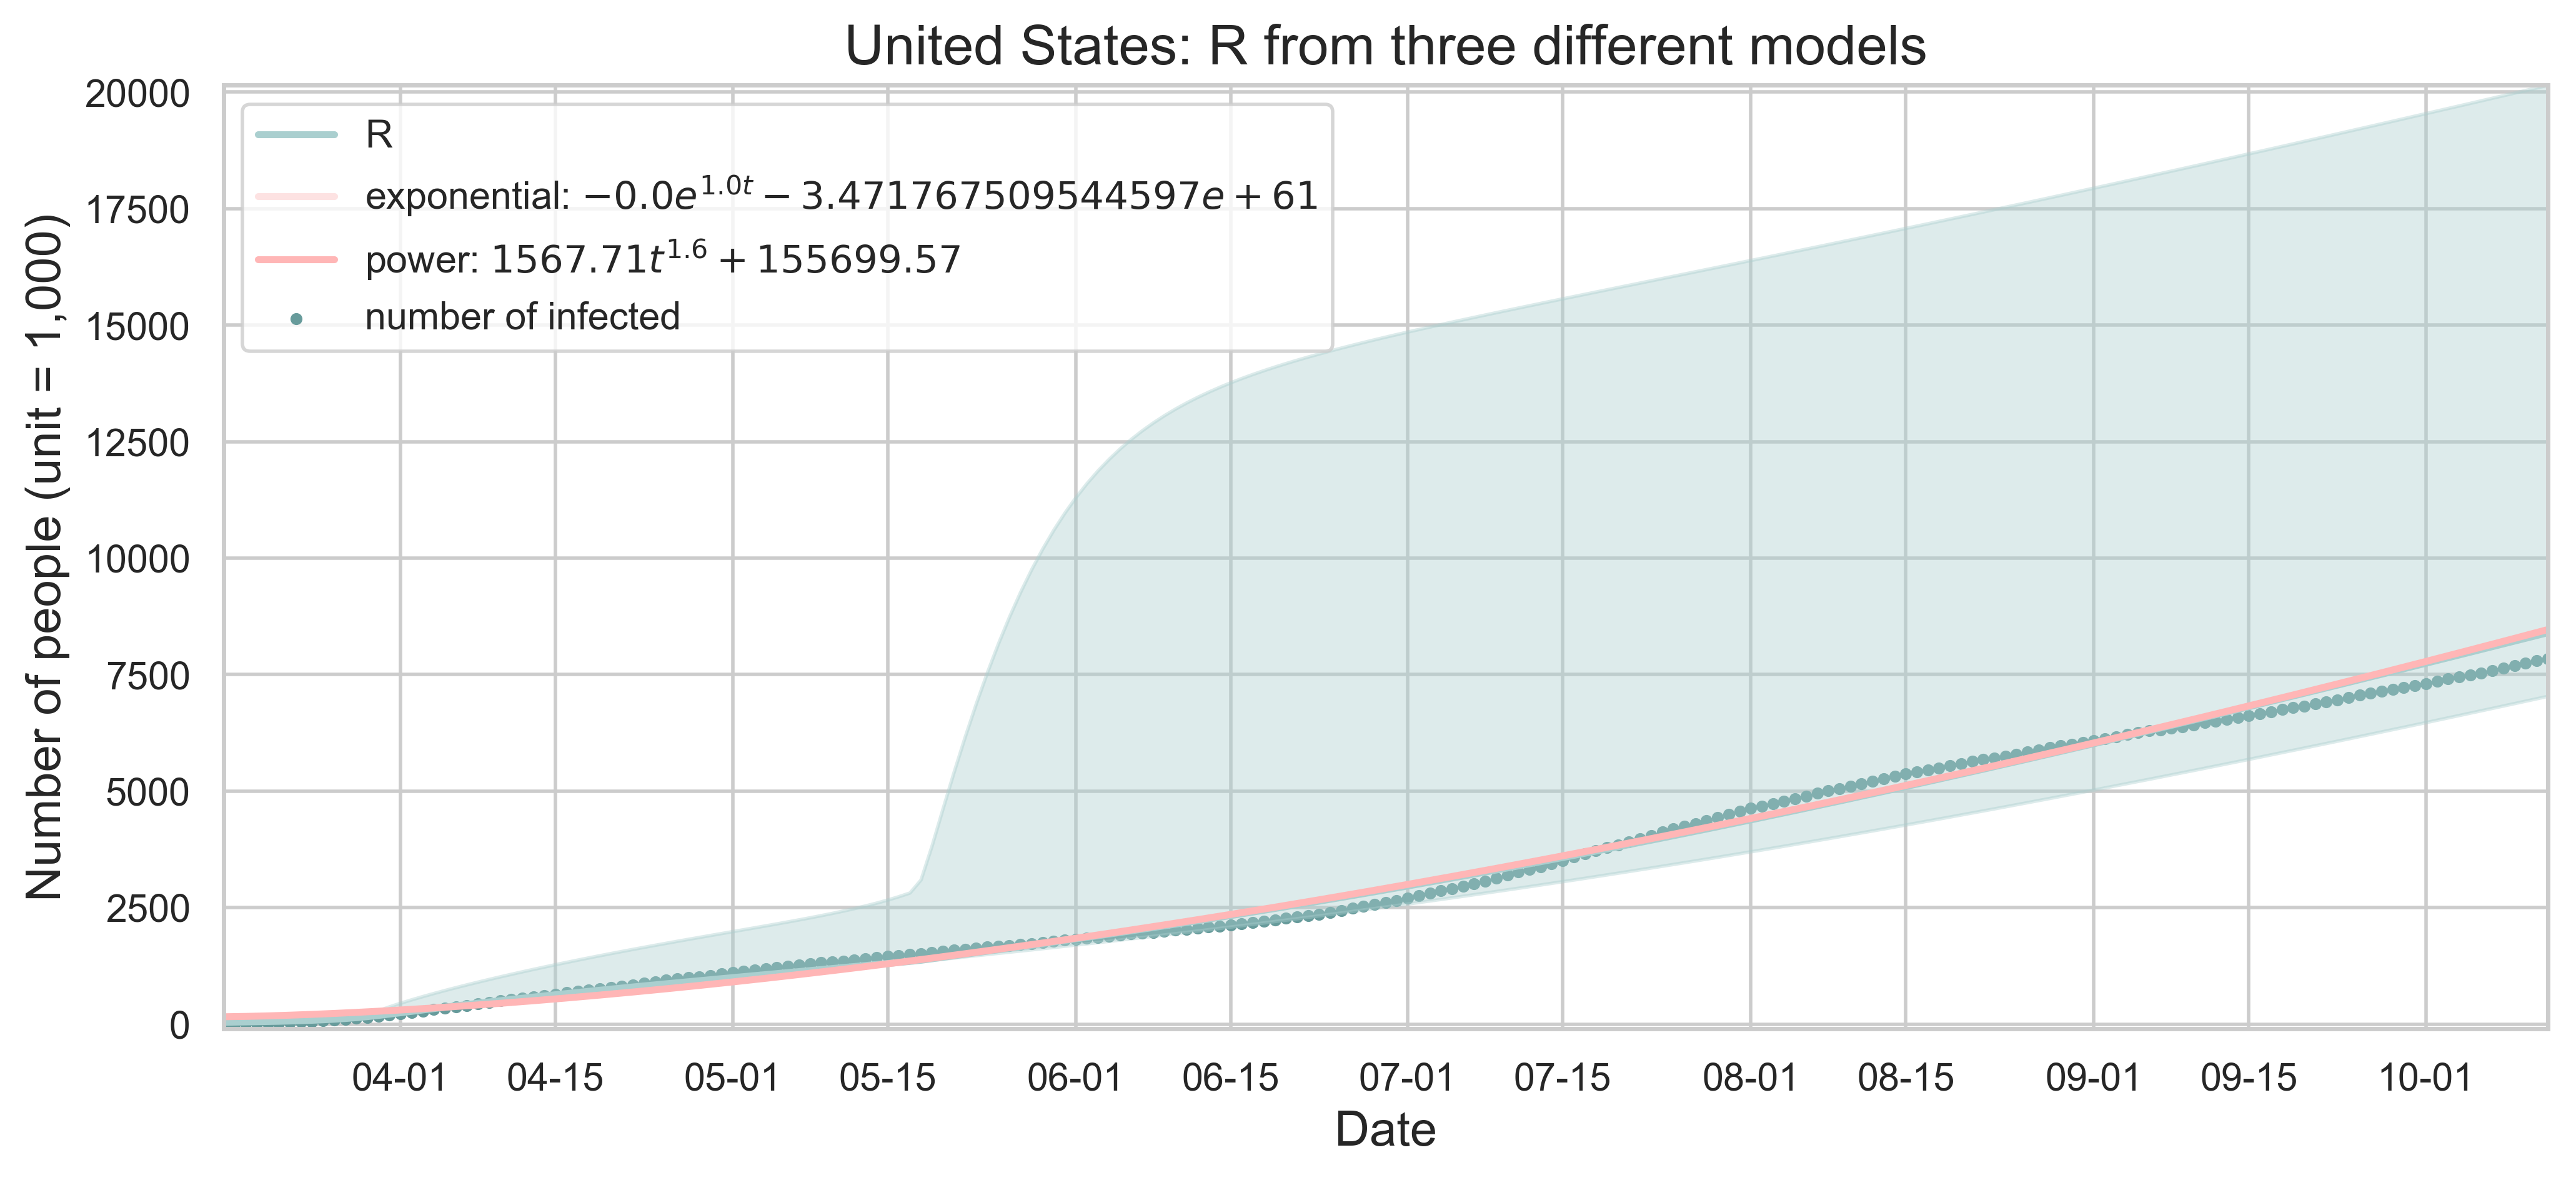 United States: R from three different models
20000
17500
15000
12500
10000
7500
5000
2500
0
Number of people (unit = 1,000)
R
exponential: −0.0e^1.0t − 3.471767509544597e + 61
power: 1567.71t^1.6 + 155699.57
number of infected
04-01 04-15 05-01 05-15 06-01 06-15 07-01 07-15 08-01 08-15 09-01 09-15 10-01
Date